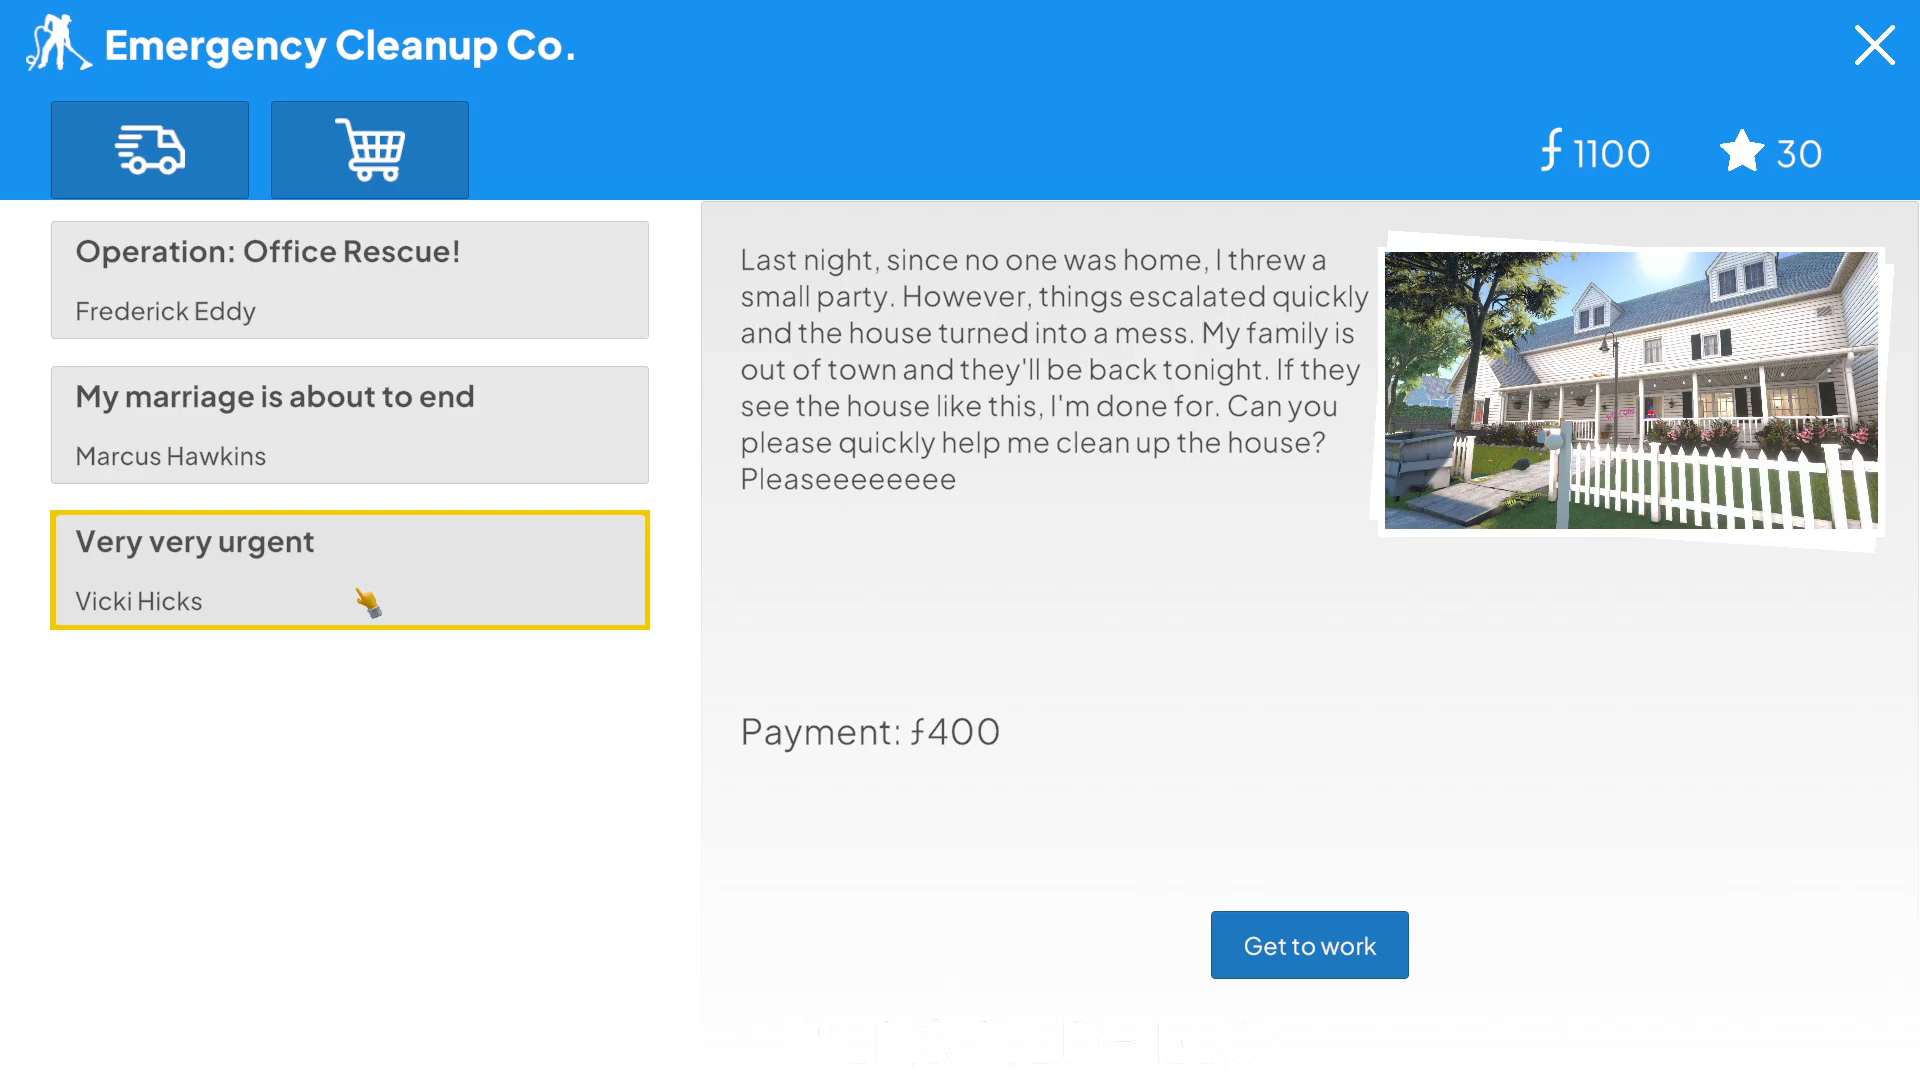 Emergency Cleanup Co.
ƒ 1100
30
Operation: Office Rescue!
Frederick Eddy
My marriage is about to end
Marcus Hawkins
Very very urgent
Vicki Hicks
Last night, since no one was home, I threw a
small party. However, things escalated quickly
and the house turned into a mess. My family is
out of town and they'll be back tonight. If they
see the house like this, I'm done for. Can you
please quickly help me clean up the house?
Pleaseeeeeeee
Payment: ƒ400
Get to work